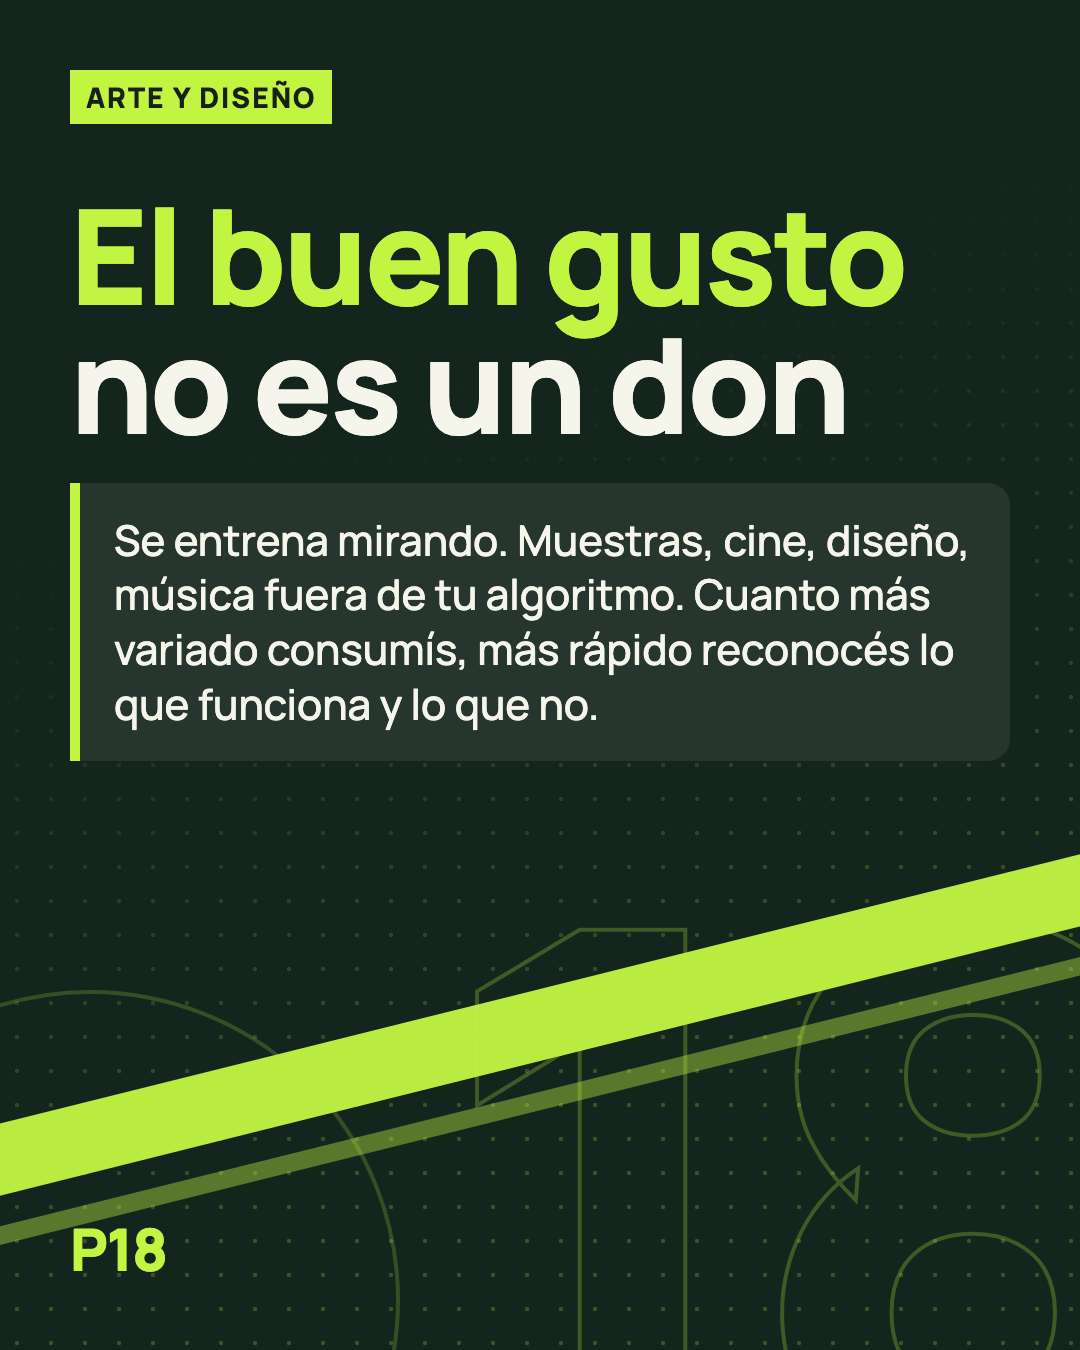 ARTE Y DISEÑO
El buen gusto
no es un don
Se entrena mirando. Muestras, cine, diseño,
música fuera de tu algoritmo. Cuanto más
variado consumís, más rápido reconocés lo
que funciona y lo que no.
18
P18